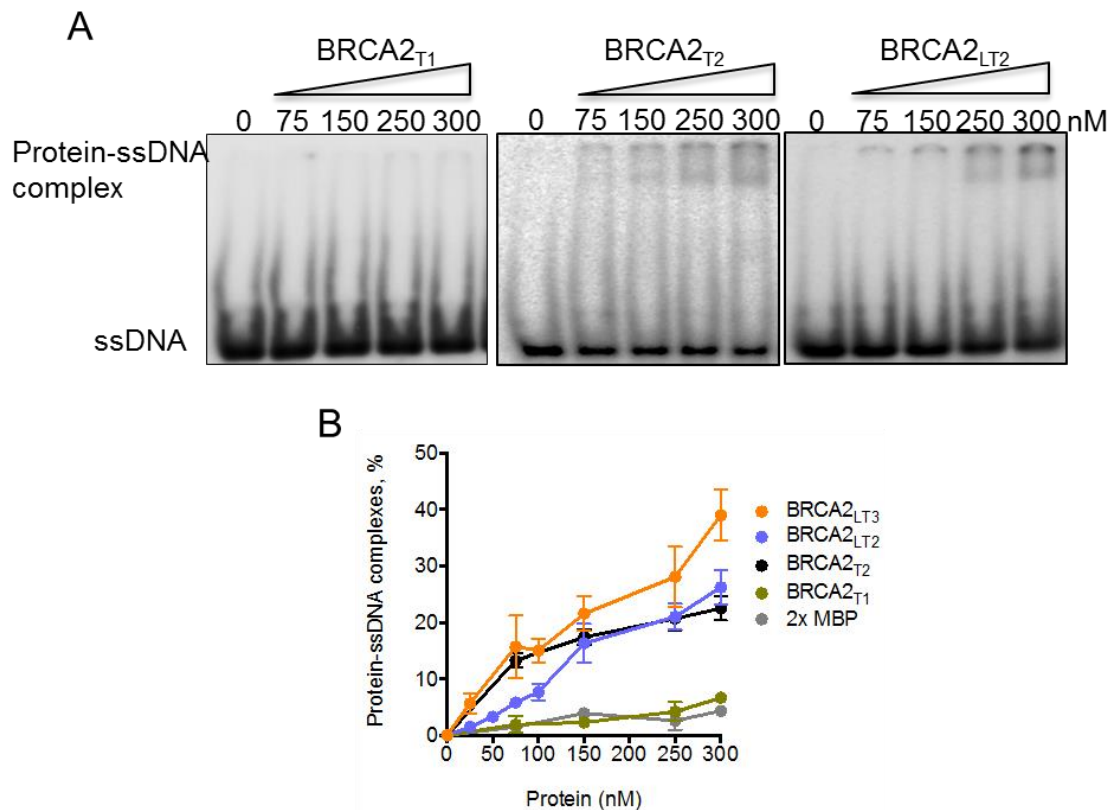 A
BRCA2T1 BRCA2T2 BRCA2LT2
0 75 150 250 300 0 75 150 250 300 0 75 150 250 300 nM
Protein-ssDNA
complex
ssDNA
B
Protein-ssDNA complexes, %
50
40
30
20
10
0
0 50 100 150 200 250 300
Protein (nM)
BRCA2LT3
BRCA2LT2
BRCA2T2
BRCA2T1
2x MBP